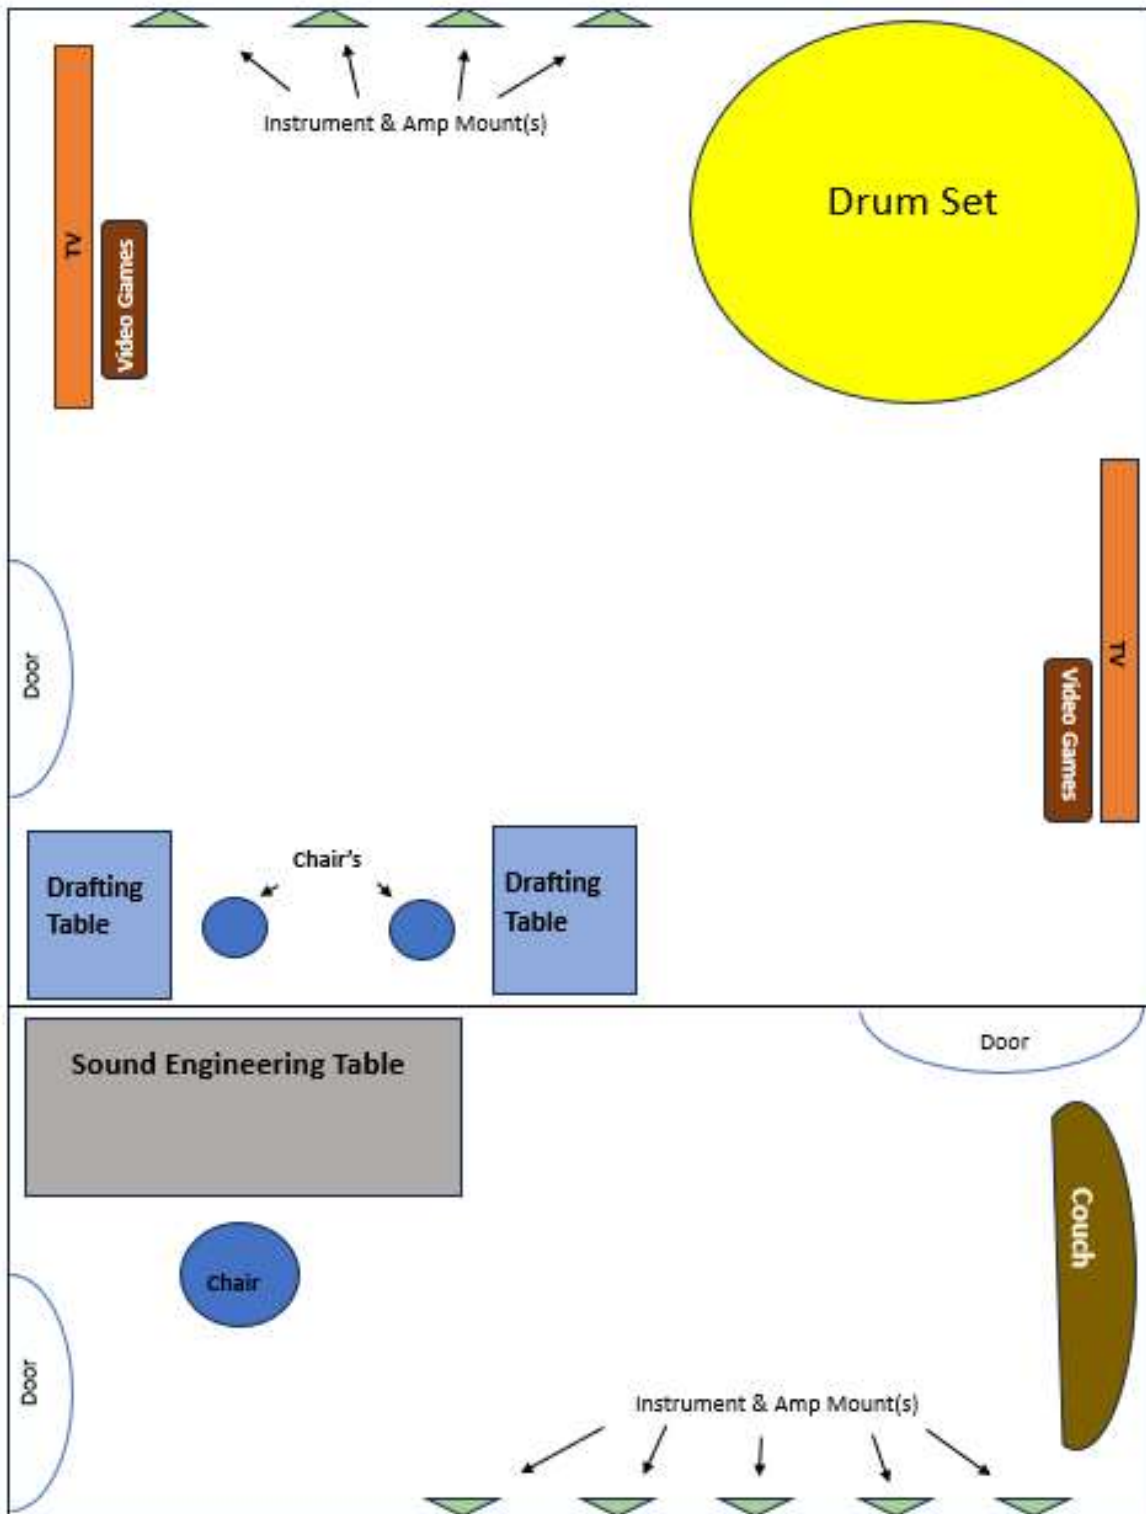 Instrument & Amp Mount(s)
Drum Set
TV
Video Games
Door
TV
Video Games
Chair's
Drafting
Table
Drafting
Table
Sound Engineering Table
Door
Couch
Chair
Door
Instrument & Amp Mount(s)